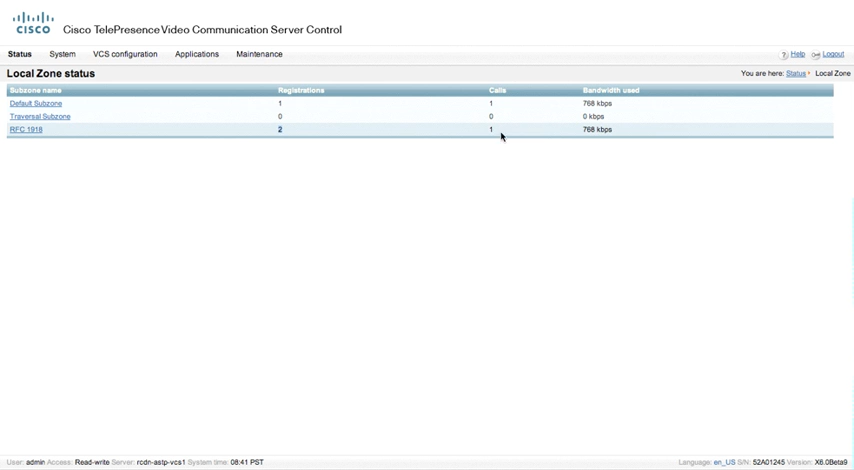 CISCO Cisco TelePresence Video Communication Server Control
Status System VCS configuration Applications Maintenance ? Help Logout
Local Zone status You are here: Status Local Zone
Subzone name Registrations Calls Bandwidth used
Default Subzone 1 1 768 kbps
Traversal Subzone 0 0 0 kbps
RFC 1918 2 1 768 kbps
User: admin Access: Read-write Server: rcdn-astp-vcs1 System time: 08:41 PST Language: en_US S/N: 52A01245 Version: X6.0Beta9